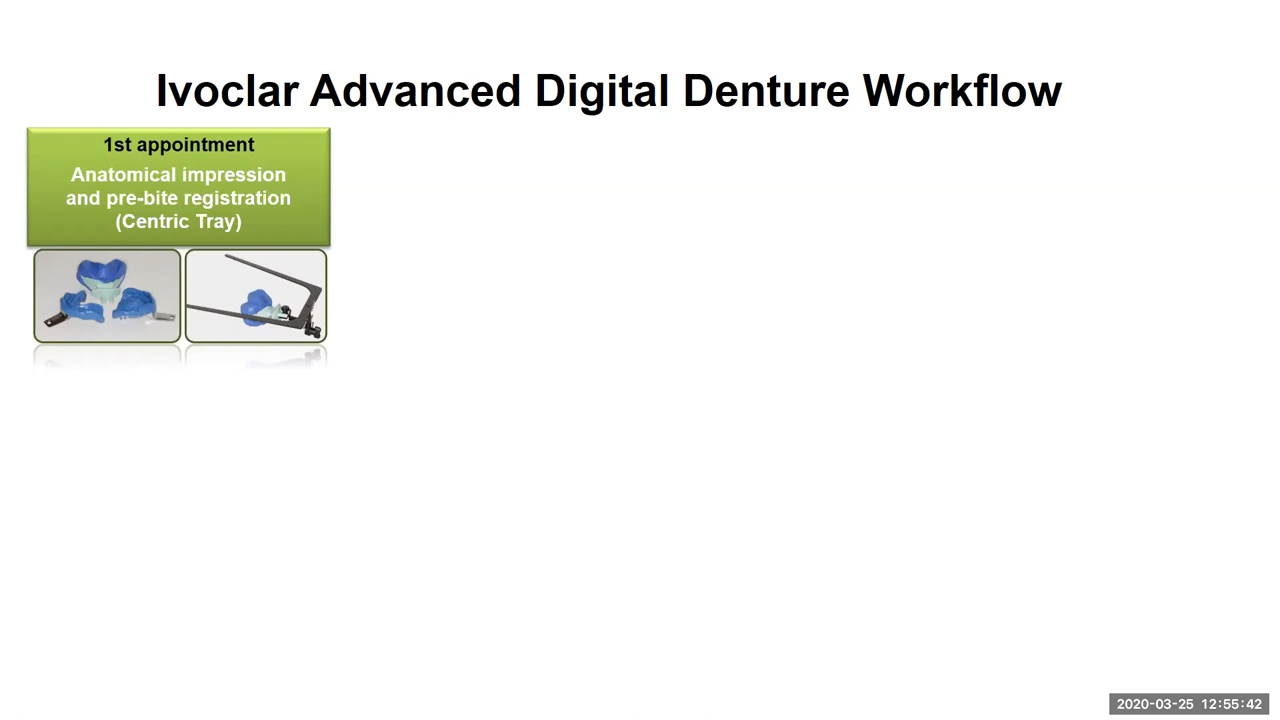 Ivoclar Advanced Digital Denture Workflow
1st appointment
Anatomical impression
and pre-bite registration
(Centric Tray)
2020-03-25 12:55:42